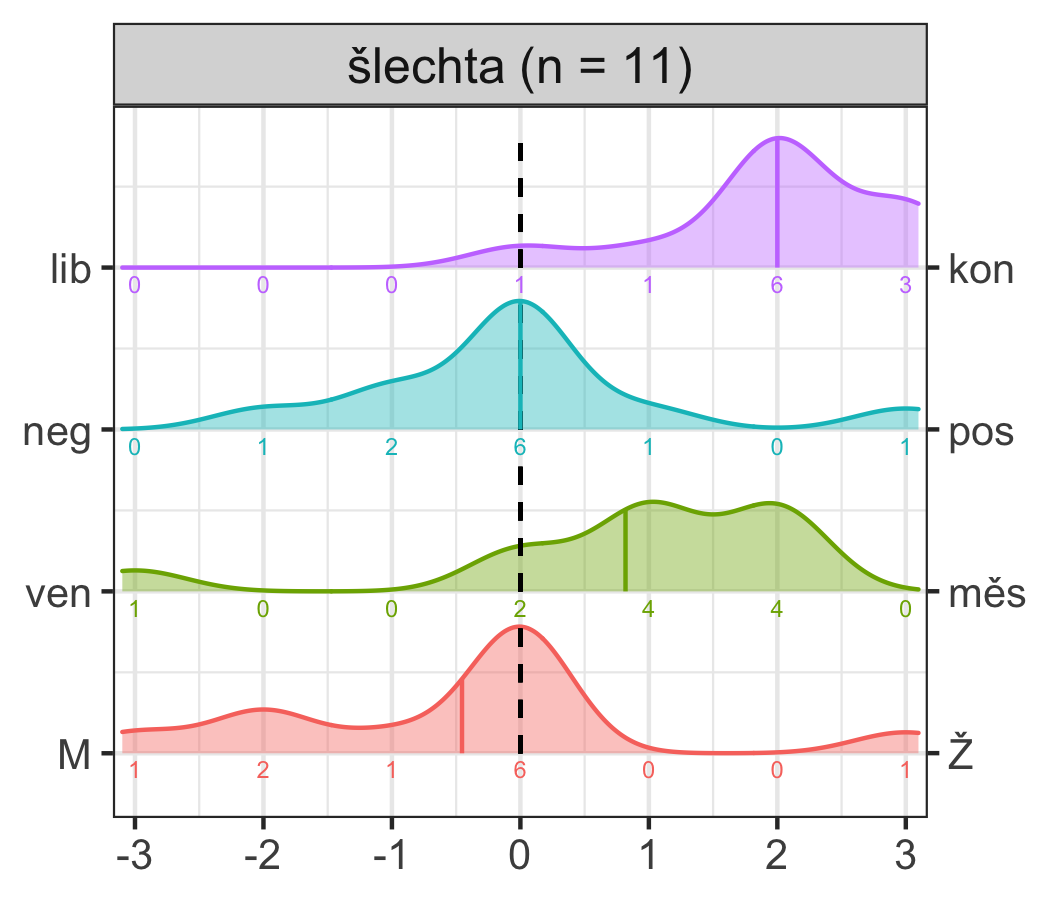 šlechta (n = 11)
lib kon
0 0 0 1 1 6 3
neg pos
0 1 2 6 1 0 1
ven měs
1 0 0 2 4 4 0
M Ž
1 2 1 6 0 0 1
-3 -2 -1 0 1 2 3